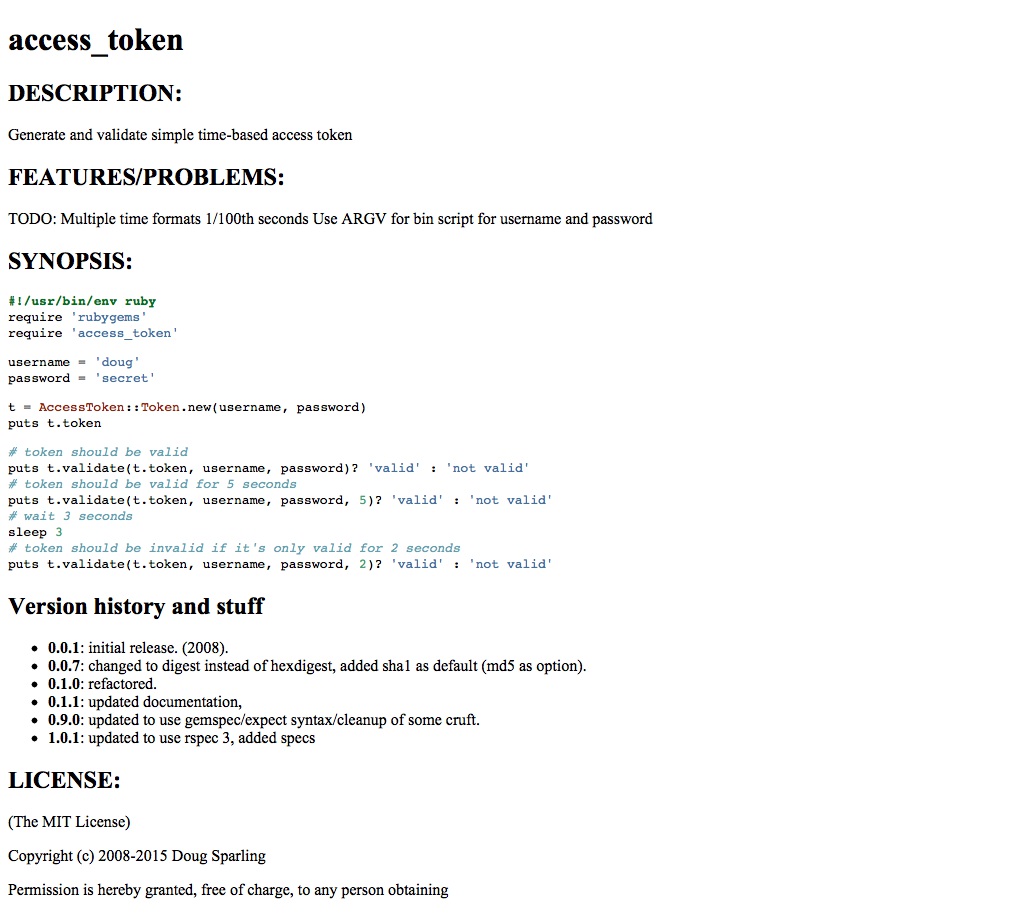 access_token
DESCRIPTION:
Generate and validate simple time-based access token
FEATURES/PROBLEMS:
TODO: Multiple time formats 1/100th seconds Use ARGV for bin script for username and password
SYNOPSIS:
#!/usr/bin/env ruby
require 'rubygems'
require 'access_token'
username = 'doug'
password = 'secret'
t = AccessToken::Token.new(username, password)
puts t.token
# token should be valid
puts t.validate(t.token, username, password)? 'valid' : 'not valid'
# token should be valid for 5 seconds
puts t.validate(t.token, username, password, 5)? 'valid' : 'not valid'
# wait 3 seconds
sleep 3
# token should be invalid if it's only valid for 2 seconds
puts t.validate(t.token, username, password, 2)? 'valid' : 'not valid'
Version history and stuff
• 0.0.1: initial release. (2008).
• 0.0.7: changed to digest instead of hexdigest, added sha1 as default (md5 as option).
• 0.1.0: refactored.
• 0.1.1: updated documentation,
• 0.9.0: updated to use gemspec/expect syntax/cleanup of some cruft.
• 1.0.1: updated to use rspec 3, added specs
LICENSE:
(The MIT License)
Copyright (c) 2008-2015 Doug Sparling
Permission is hereby granted, free of charge, to any person obtaining